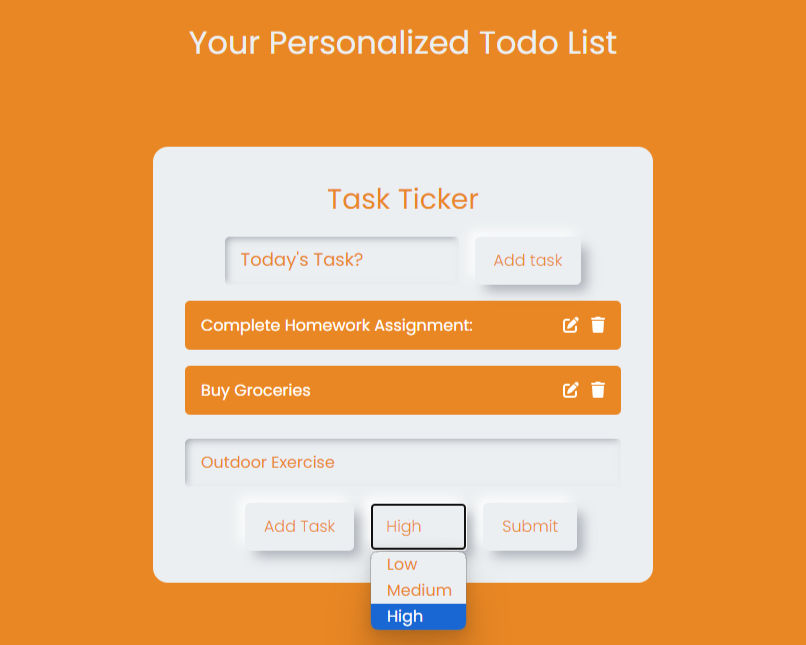 Your Personalized Todo List
Task Ticker
Today's Task?
Add task
Complete Homework Assignment:
Buy Groceries
Outdoor Exercise
Add Task
High
Submit
Low
Medium
High